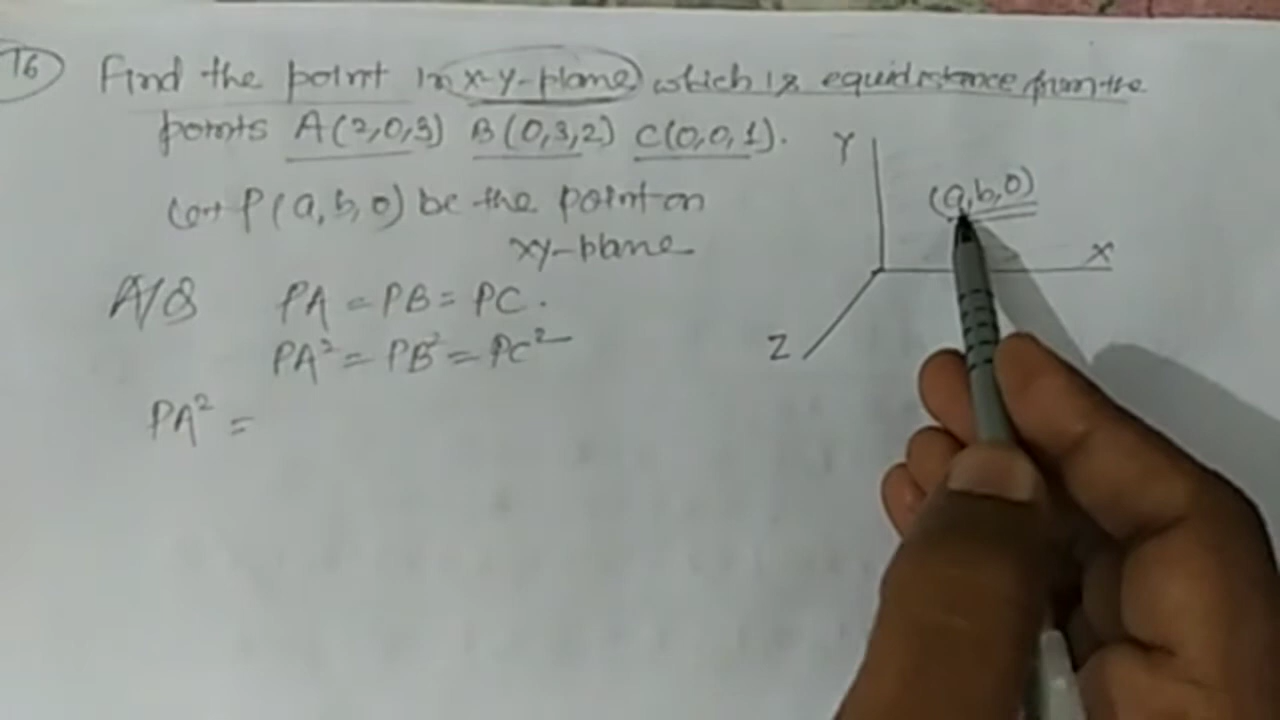 16 Find the point in x-y-plane which is equidistance from the
points A(2,0,3) B(0,3,2) C(0,0,1).
Let P(a,b,0) be the point on
xy-plane
A/Q PA = PB = PC.
PA² = PB² = PC²
PA² =
Y
(a,b,0)
X
Z